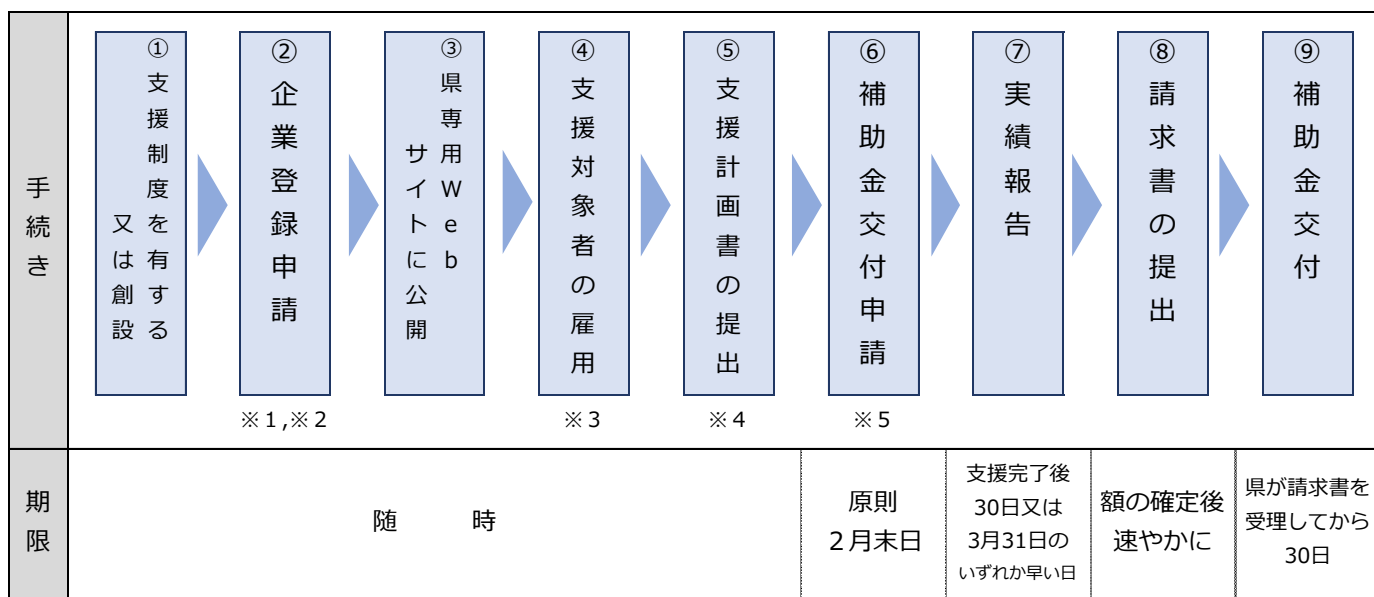 手続き
①支援制度を有する
又は創設
②企業登録申請
③県専用Web
サイトに公開
④支援対象者の雇用
⑤支援計画書の提出
⑥補助金交付申請
⑦実績報告
⑧請求書の提出
⑨補助金交付
※1,※2
※3
※4
※5
期限
随時
原則
２月末日
支援完了後
30日又は
3月31日の
いずれか早い日
額の確定後
速やかに
県が請求書を
受理してから
30日